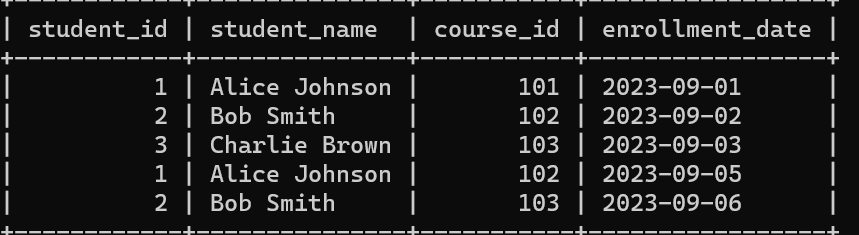 | student_id | student_name  | course_id | enrollment_date |
+------------+---------------+-----------+-----------------+
|          1 | Alice Johnson |       101 | 2023-09-01      |
|          2 | Bob Smith     |       102 | 2023-09-02      |
|          3 | Charlie Brown |       103 | 2023-09-03      |
|          1 | Alice Johnson |       102 | 2023-09-05      |
|          2 | Bob Smith     |       103 | 2023-09-06      |
+------------+---------------+-----------+-----------------+